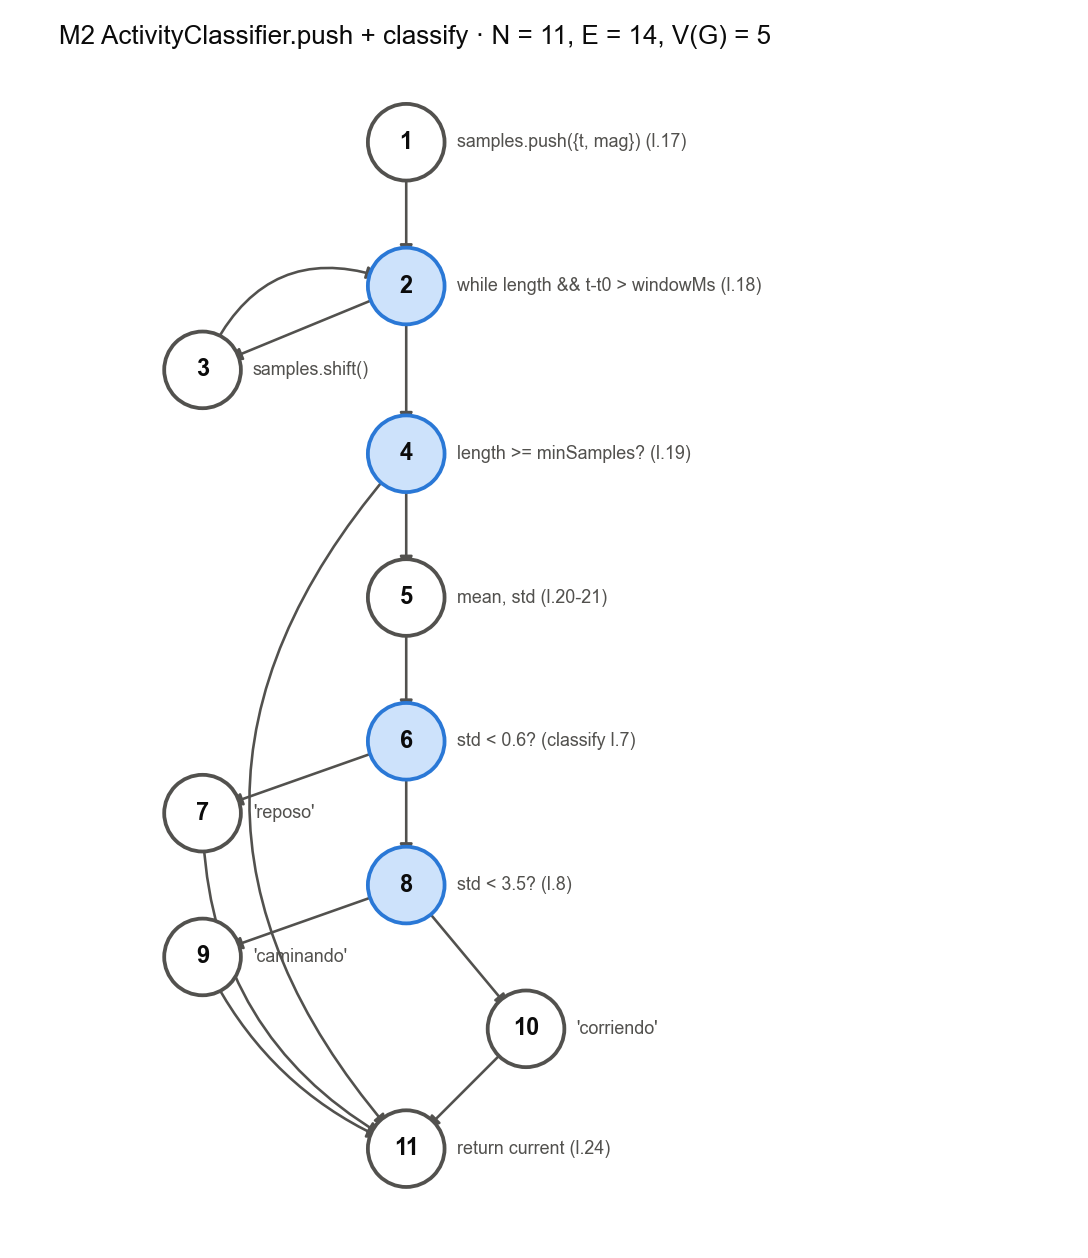 M2 ActivityClassifier.push + classify · N = 11, E = 14, V(G) = 5
1 samples.push({t, mag}) (l.17)
2 while length && t-t0 > windowMs (l.18)
3 samples.shift()
4 length >= minSamples? (l.19)
5 mean, std (l.20-21)
6 std < 0.6? (classify l.7)
7 'reposo'
8 std < 3.5? (l.8)
9 'caminando'
10 'corriendo'
11 return current (l.24)